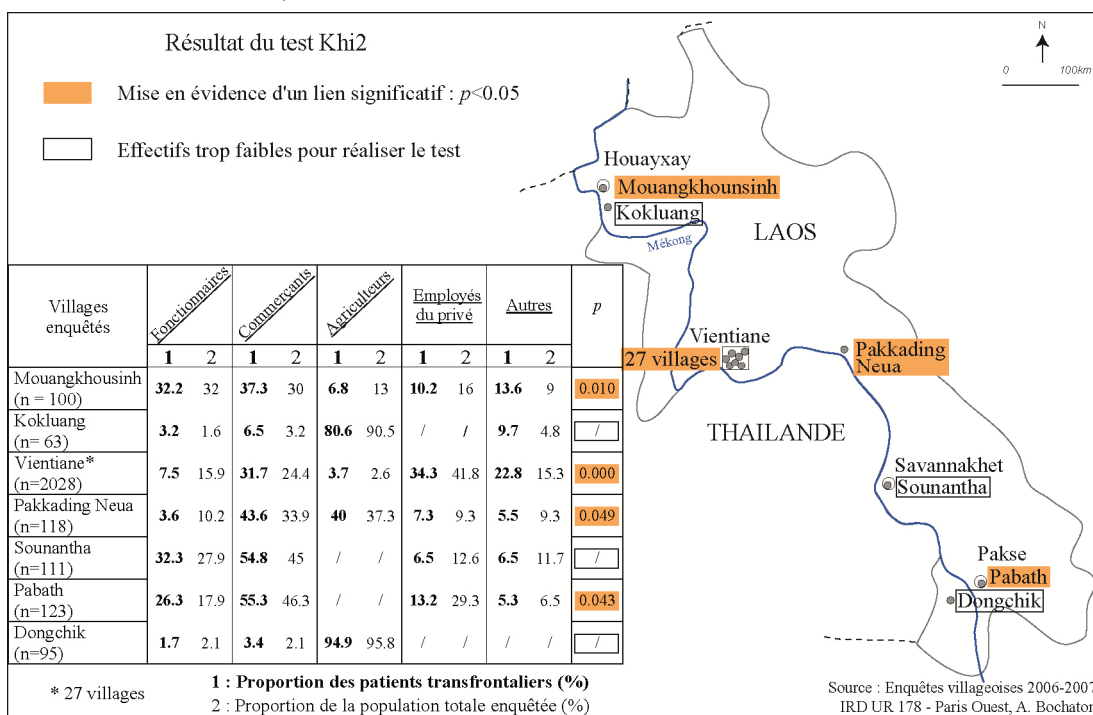 Résultat du test Khi2
Mise en évidence d'un lien significatif : p<0.05
Effectifs trop faibles pour réaliser le test
N
0 100km
Houayxay
Mouangkhounsinh
Kokluang
Mékong
LAOS
Vientiane
27 villages
Pakkading
Neua
THAILANDE
Savannakhet
Sounantha
Pakse
Pabath
Dongchik
Villages enquêtés Fonctionnaires Commerçants Agriculteurs Employés du privé Autres p
1 2 1 2 1 2 1 2 1 2
Mouangkhousinh (n = 100) 32.2 32 37.3 30 6.8 13 10.2 16 13.6 9 0.010
Kokluang (n= 63) 3.2 1.6 6.5 3.2 80.6 90.5 / / 9.7 4.8 /
Vientiane* (n=2028) 7.5 15.9 31.7 24.4 3.7 2.6 34.3 41.8 22.8 15.3 0.000
Pakkading Neua (n=118) 3.6 10.2 43.6 33.9 40 37.3 7.3 9.3 5.5 9.3 0.049
Sounantha (n=111) 32.3 27.9 54.8 45 / / 6.5 12.6 6.5 11.7 /
Pabath (n=123) 26.3 17.9 55.3 46.3 / / 13.2 29.3 5.3 6.5 0.043
Dongchik (n=95) 1.7 2.1 3.4 2.1 94.9 95.8 / / / / /
* 27 villages
1 : Proportion des patients transfrontaliers (%)
2 : Proportion de la population totale enquêtée (%)
Source : Enquêtes villageoises 2006-2007
IRD UR 178 - Paris Ouest, A. Bochaton